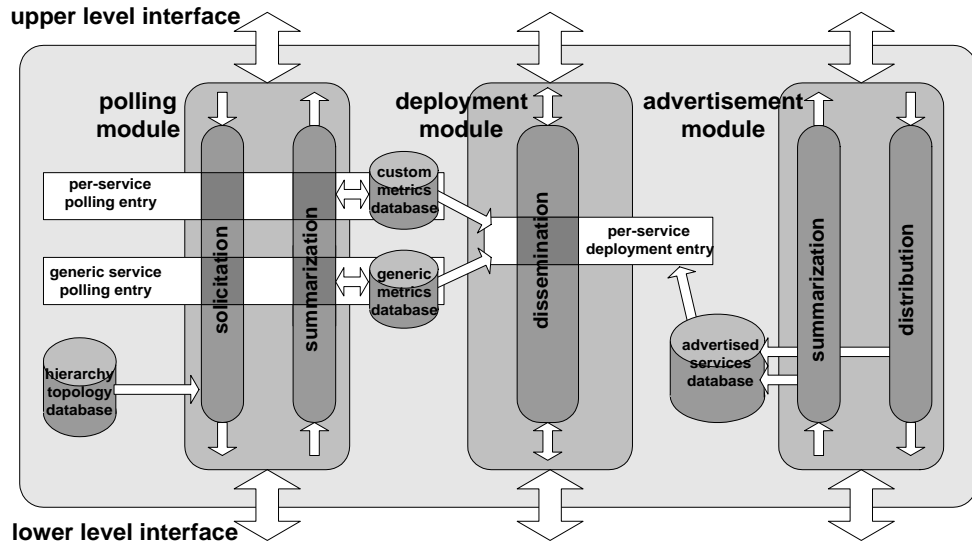 upper level interface
polling
module
deployment
module
advertisement
module
per-service
polling entry
custom
metrics
database
per-service
deployment entry
generic service
polling entry
generic
metrics
database
solicitation
summarization
dissemination
summarization
distribution
hierarchy
topology
database
advertised
services
database
lower level interface